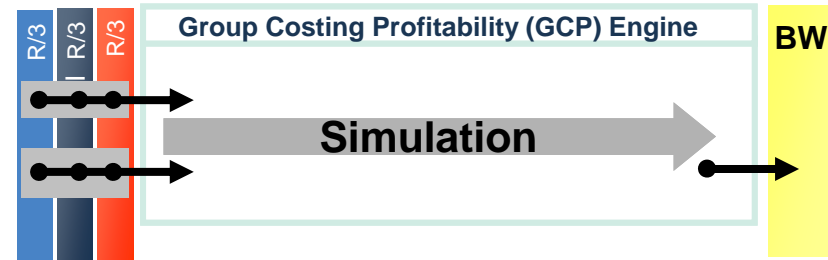 R/3
R/3
R/3
Group Costing Profitability (GCP) Engine
BW
Simulation